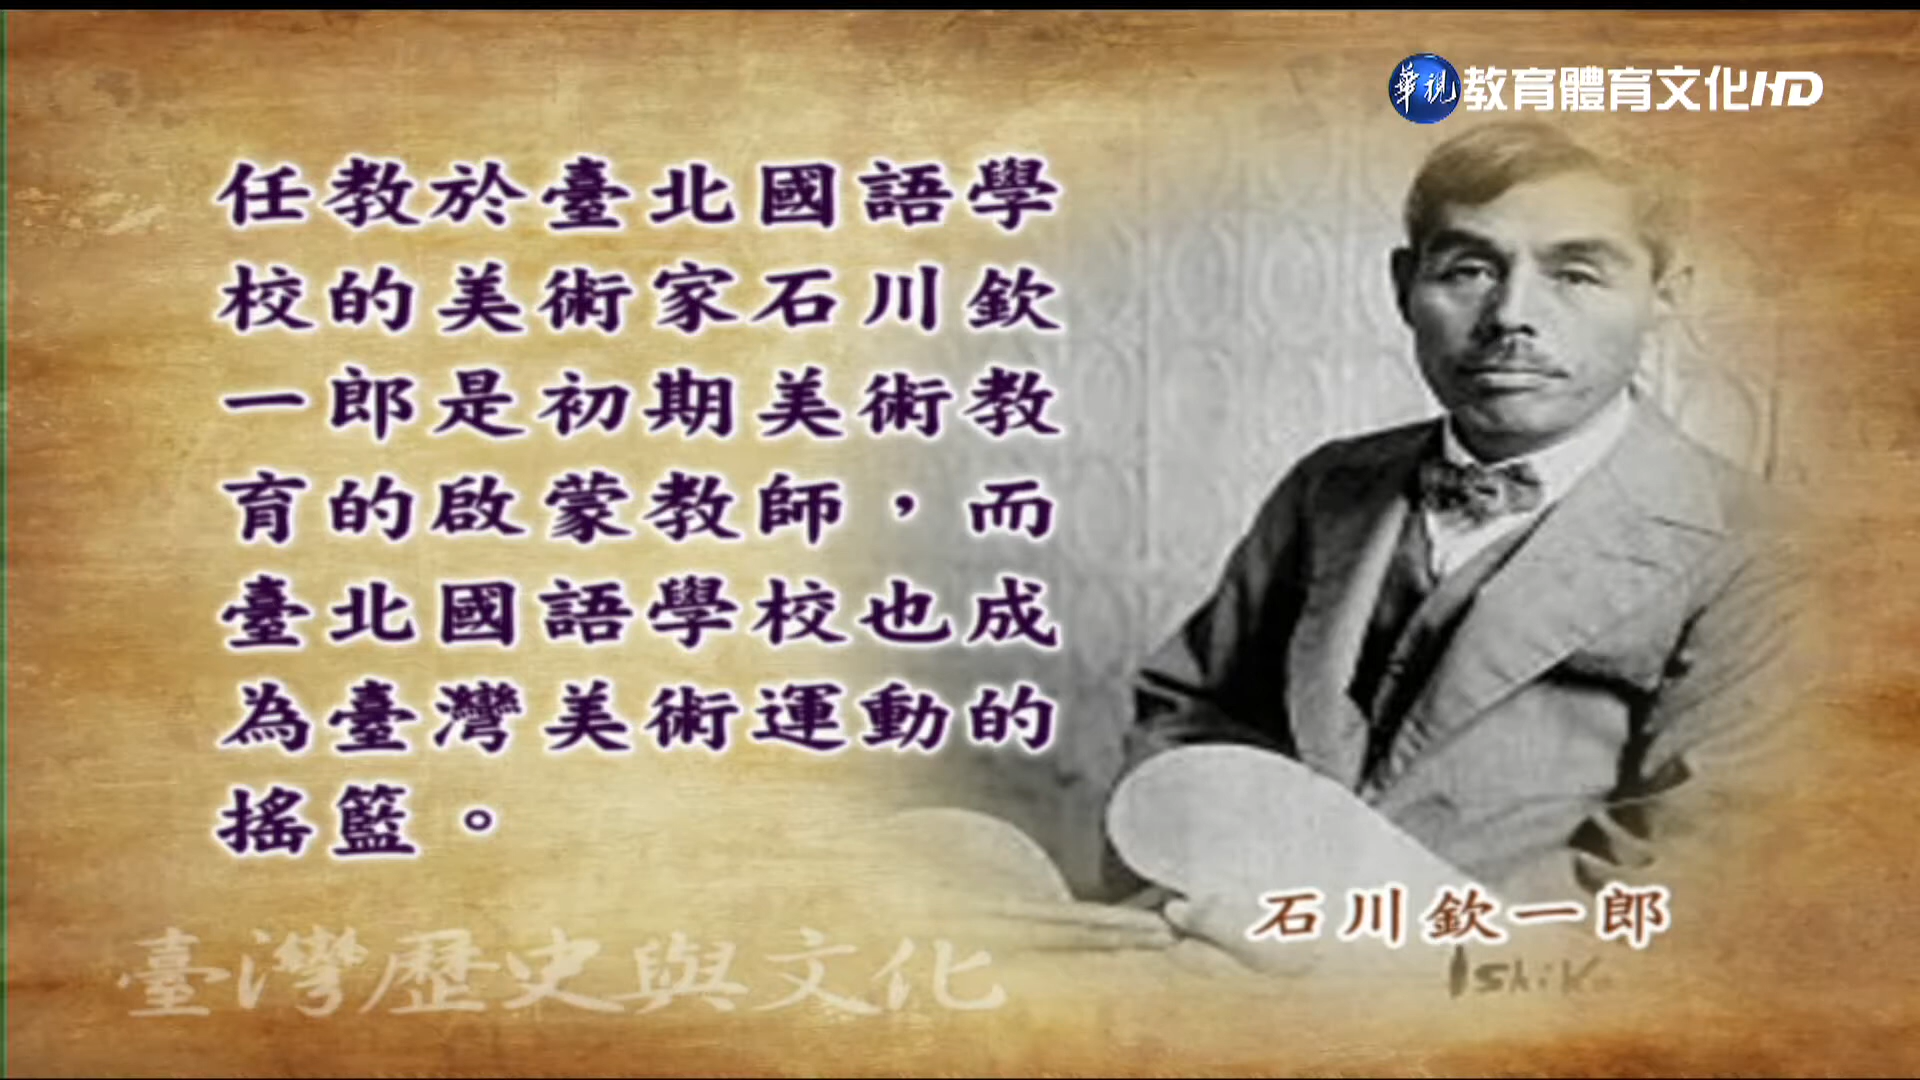 華視 教育體育文化HD
任教於臺北國語學
校的美術家石川欽
一郎是初期美術教
育的啟蒙教師，而
臺北國語學校也成
為臺灣美術運動的
搖籃。
石川欽一郎
臺灣歷史與文化